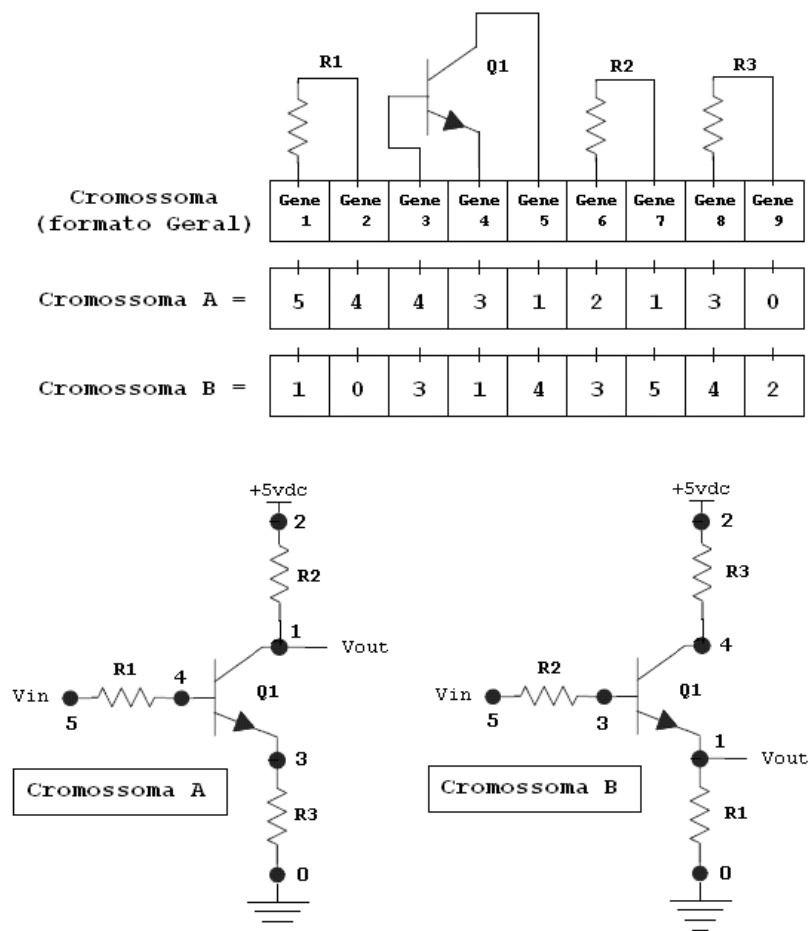 R1
Q1
R2
R3
Cromossoma
(formato Geral)
Gene 1
Gene 2
Gene 3
Gene 4
Gene 5
Gene 6
Gene 7
Gene 8
Gene 9
Cromossoma A = 5 4 4 3 1 2 1 3 0
Cromossoma B = 1 0 3 1 4 3 5 4 2
+5vdc
2
R2
1
Vout
R1
4
Vin
5
Q1
3
R3
0
Cromossoma A
+5vdc
2
R3
4
R2
Vin
5
3
Q1
1
Vout
R1
0
Cromossoma B